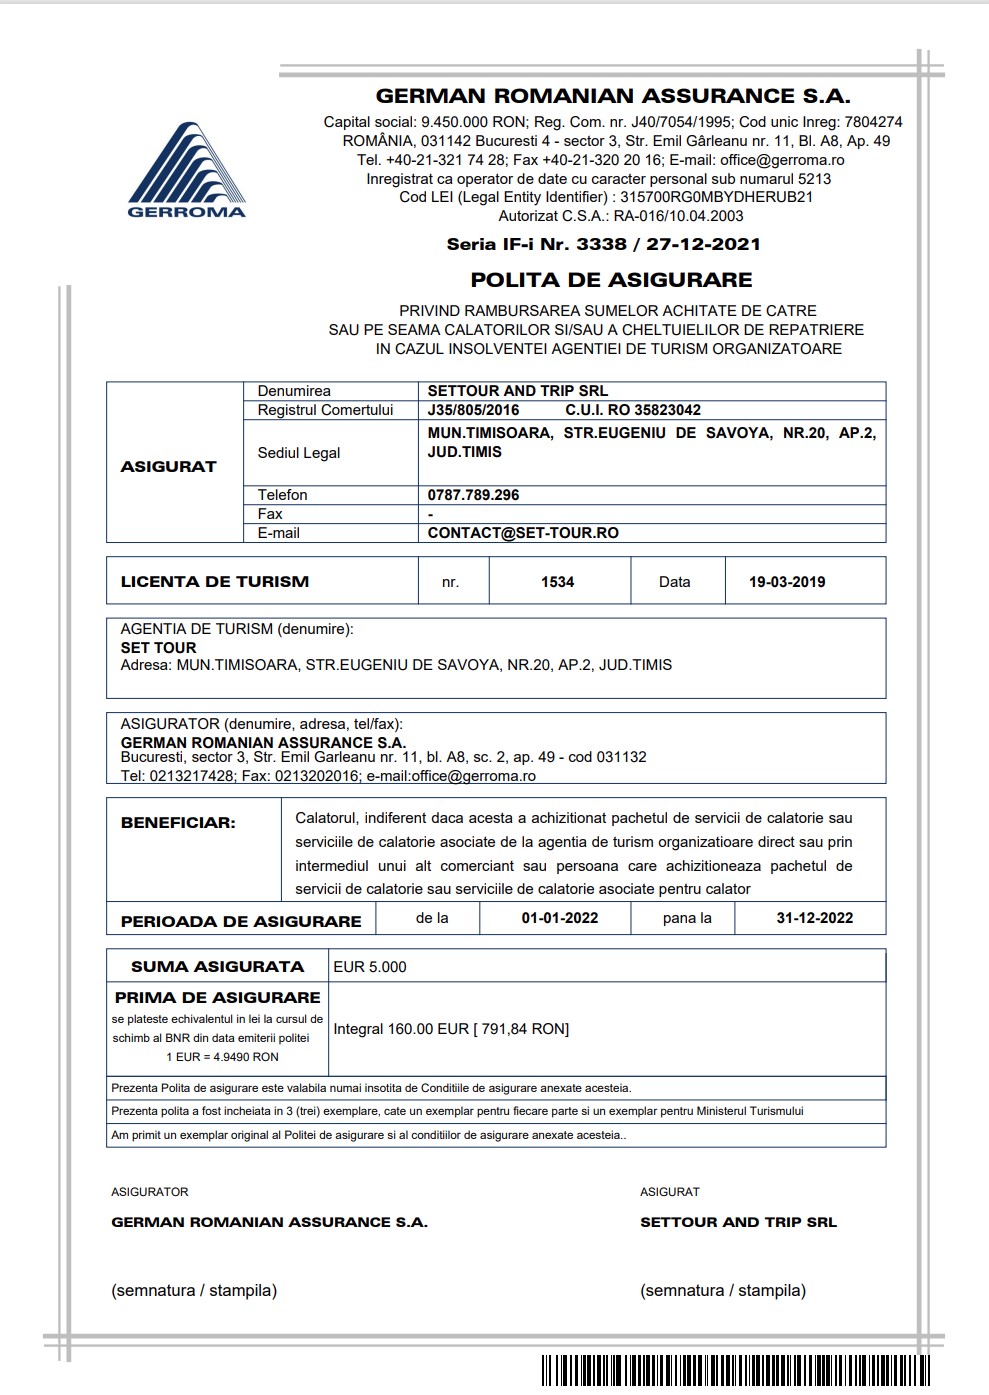 GERMAN ROMANIAN ASSURANCE S.A.
Capital social: 9.450.000 RON; Reg. Com. nr. J40/7054/1995; Cod unic Inreg: 7804274
ROMÂNIA, 031142 Bucuresti 4 - sector 3, Str. Emil Gârleanu nr. 11, Bl. A8, Ap. 49
Tel. +40-21-321 74 28; Fax +40-21-320 20 16; E-mail: office@gerroma.ro
Inregistrat ca operator de date cu caracter personal sub numarul 5213
Cod LEI (Legal Entity Identifier) : 315700RG0MBYDHERUB21
Autorizat C.S.A.: RA-016/10.04.2003
GERROMA
Seria IF-i Nr. 3338 / 27-12-2021
POLITA DE ASIGURARE
PRIVIND RAMBURSAREA SUMELOR ACHITATE DE CATRE
SAU PE SEAMA CALATORILOR SI/SAU A CHELTUIELILOR DE REPATRIERE
IN CAZUL INSOLVENTEI AGENTIEI DE TURISM ORGANIZATOARE
ASIGURAT
Denumirea SETTOUR AND TRIP SRL
Registrul Comertului J35/805/2016 C.U.I. RO 35823042
Sediul Legal MUN.TIMISOARA, STR.EUGENIU DE SAVOYA, NR.20, AP.2,
JUD.TIMIS
Telefon 0787.789.296
Fax -
E-mail CONTACT@SET-TOUR.RO
LICENTA DE TURISM nr. 1534 Data 19-03-2019
AGENTIA DE TURISM (denumire):
SET TOUR
Adresa: MUN.TIMISOARA, STR.EUGENIU DE SAVOYA, NR.20, AP.2, JUD.TIMIS
ASIGURATOR (denumire, adresa, tel/fax):
GERMAN ROMANIAN ASSURANCE S.A.
Bucuresti, sector 3, Str. Emil Garleanu nr. 11, bl. A8, sc. 2, ap. 49 - cod 031132
Tel: 0213217428; Fax: 0213202016; e-mail:office@gerroma.ro
BENEFICIAR:
Calatorul, indiferent daca acesta a achizitionat pachetul de servicii de calatorie sau
serviciile de calatorie asociate de la agentia de turism organizatioare direct sau prin
intermediul unui alt comerciant sau persoana care achizitioneaza pachetul de
servicii de calatorie sau serviciile de calatorie asociate pentru calator
PERIOADA DE ASIGURARE de la 01-01-2022 pana la 31-12-2022
SUMA ASIGURATA EUR 5.000
PRIMA DE ASIGURARE
se plateste echivalentul in lei la cursul de
schimb al BNR din data emiterii politei
1 EUR = 4.9490 RON
Integral 160.00 EUR [ 791,84 RON]
Prezenta Polita de asigurare este valabila numai insotita de Conditiile de asigurare anexate acesteia.
Prezenta polita a fost incheiata in 3 (trei) exemplare, cate un exemplar pentru fiecare parte si un exemplar pentru Ministerul Turismului
Am primit un exemplar original al Politei de asigurare si al conditiilor de asigurare anexate acesteia..
ASIGURATOR ASIGURAT
GERMAN ROMANIAN ASSURANCE S.A. SETTOUR AND TRIP SRL
(semnatura / stampila) (semnatura / stampila)